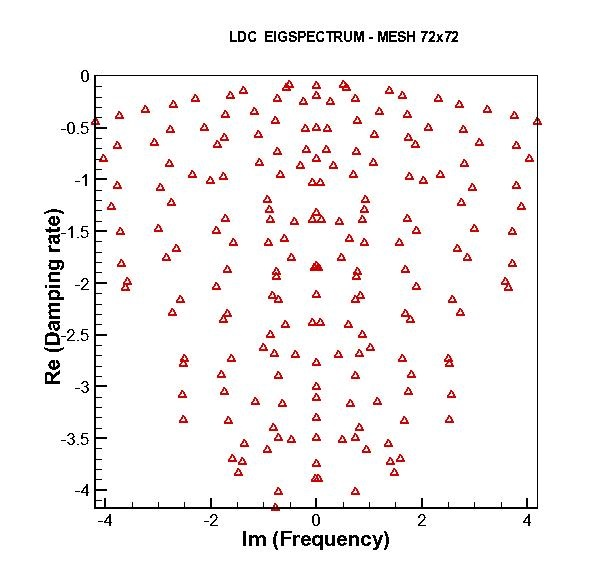 LDC EIGSPECTRUM - MESH 72x72
0
-0.5
-1
-1.5
-2
-2.5
-3
-3.5
-4
Re (Damping rate)
-4 -2 0 2 4
Im (Frequency)